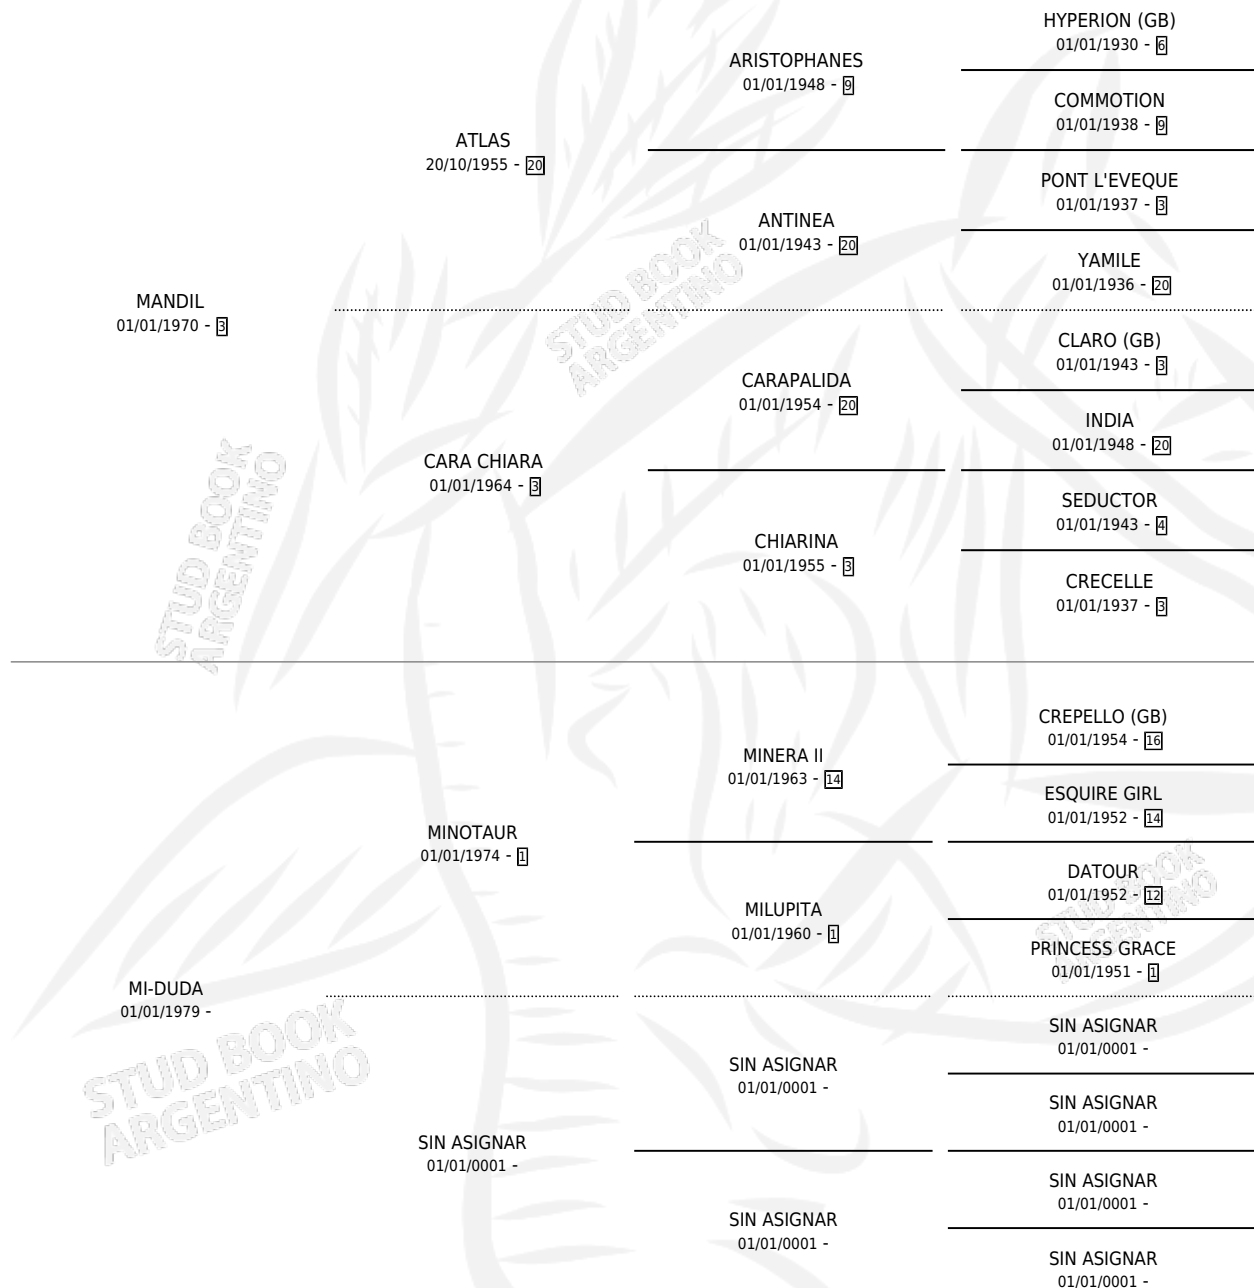 HYPERION (GB)
01/01/1930 - 6
ARISTOPHANES
01/01/1948 - 9
COMMOTION
01/01/1938 - 9
ATLAS
20/10/1955 - 20
PONT L'EVEQUE
01/01/1937 - 3
ANTINEA
01/01/1943 - 20
YAMILE
01/01/1936 - 20
MANDIL
01/01/1970 - 3
CLARO (GB)
01/01/1943 - 3
CARAPALIDA
01/01/1954 - 20
INDIA
01/01/1948 - 20
CARA CHIARA
01/01/1964 - 3
SEDUCTOR
01/01/1943 - 4
CHIARINA
01/01/1955 - 3
CRECELLE
01/01/1937 - 3
STUD BOOK
ARGENTINO
STUD BOOK
ARGENTINO
CREPELLO (GB)
01/01/1954 - 16
MINERA II
01/01/1963 - 14
ESQUIRE GIRL
01/01/1952 - 14
MINOTAUR
01/01/1974 - 1
DATOUR
01/01/1952 - 12
MILUPITA
01/01/1960 - 1
PRINCESS GRACE
01/01/1951 - 1
MI-DUDA
01/01/1979 -
SIN ASIGNAR
01/01/0001 -
SIN ASIGNAR
01/01/0001 -
SIN ASIGNAR
01/01/0001 -
SIN ASIGNAR
01/01/0001 -
SIN ASIGNAR
01/01/0001 -
SIN ASIGNAR
01/01/0001 -
SIN ASIGNAR
01/01/0001 -
STUD BOOK
ARGENTINO
STUD BOOK
ARGENTINO